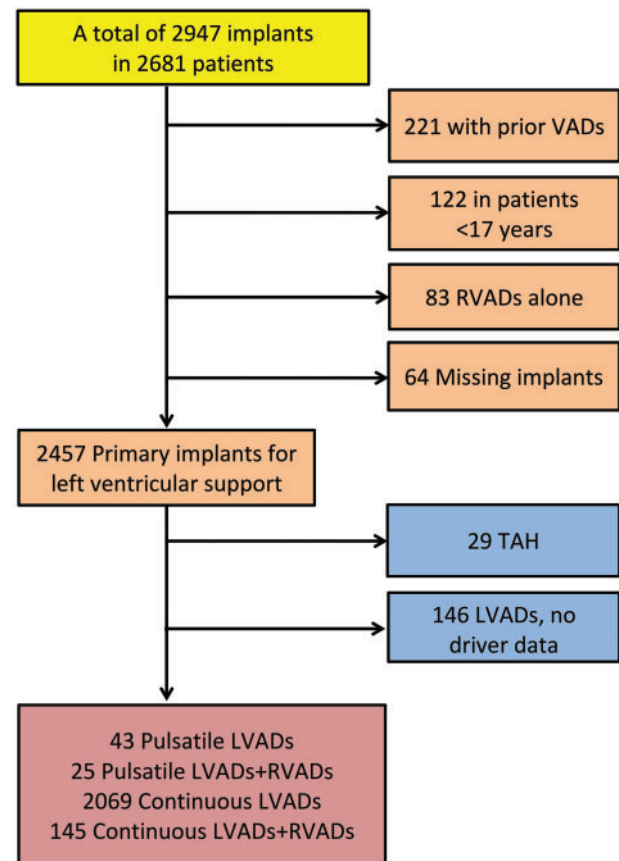 A total of 2947 implants
in 2681 patients
221 with prior VADs
122 in patients
<17 years
83 RVADs alone
64 Missing implants
2457 Primary implants for
left ventricular support
29 TAH
146 LVADs, no
driver data
43 Pulsatile LVADs
25 Pulsatile LVADs+RVADs
2069 Continuous LVADs
145 Continuous LVADs+RVADs